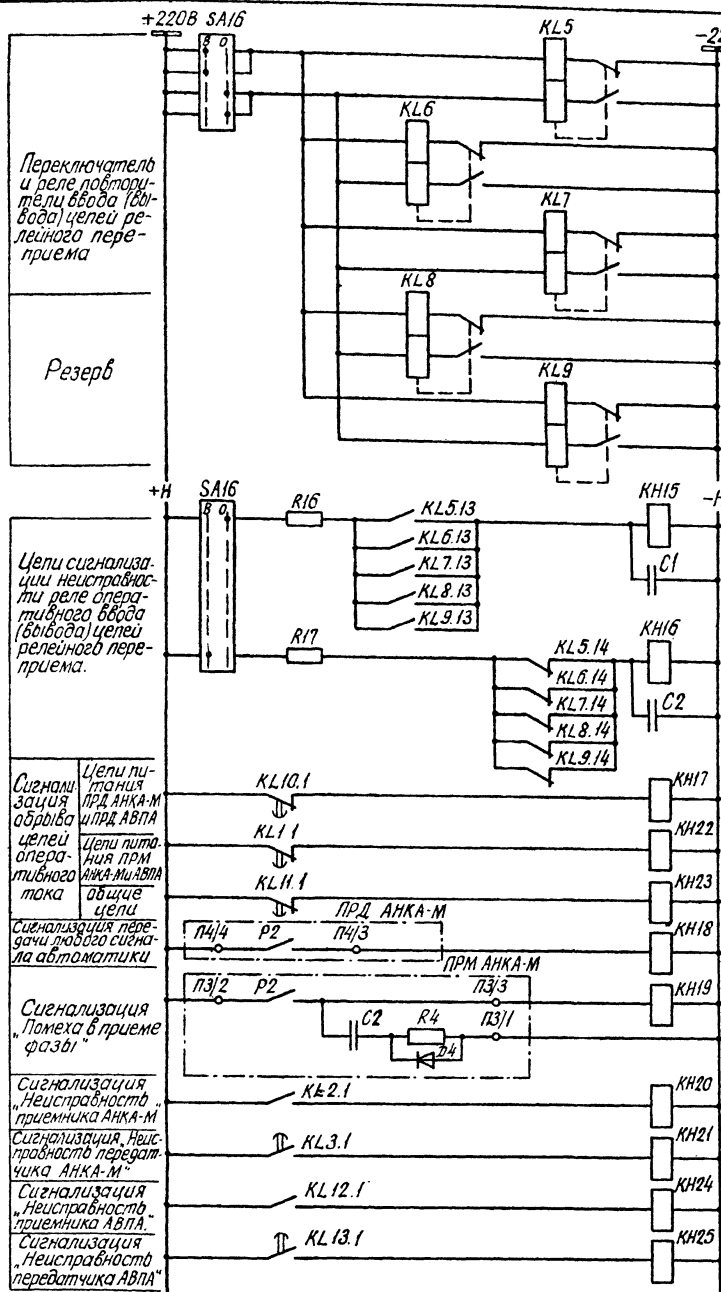 +220В SA16
-22
В О
KL5
Переключатель
и реле повтори-
тели ввода (вы-
вода) цепей ре-
лейного пере-
приема
KL6
KL7
KL8
Резерв
KL9
+Н
SA16
-Н
В О
R16
KL5.13
KL6.13
KL7.13
KL8.13
KL9.13
KH15
C1
Цепи сигнализа-
ции неисправнос-
ти реле опера-
тивного ввода
(вывода) цепей
релейного пере-
приема.
R17
KL5.14
KL6.14
KL7.14
KL8.14
KL9.14
KH16
C2
Сигнали-
зация
обрыва
цепей
опера-
тивного
тока
Цепи пи-
тания
ПРД АНКА-М
и ПРД АВПА
KL10.1
KH17
Цепи пита-
ния ПРМ
АНКА-М и АВПА
KL1.1
KH22
общие
цепи
KL11.1
KH23
Сигнализация пере-
дачи любого сигна-
ла автоматики
ПРД АНКА-М
П4/4 Р2 П4/3
KH18
Сигнализация
„Помеха в приеме
фазы"
ПРМ АНКА-М
П3/2 Р2 П3/3
KH19
C2 R4 П3/1
D4
Сигнализация
„Неисправность
приемника АНКА-М
KL2.1
KH20
Сигнализация „Неис-
правность передат-
чика АНКА-М"
KL3.1
KH21
Сигнализация
„Неисправность
приемника АВПА."
KL12.1
KH24
Сигнализация
„Неисправность
передатчика АВПА"
KL13.1
KH25